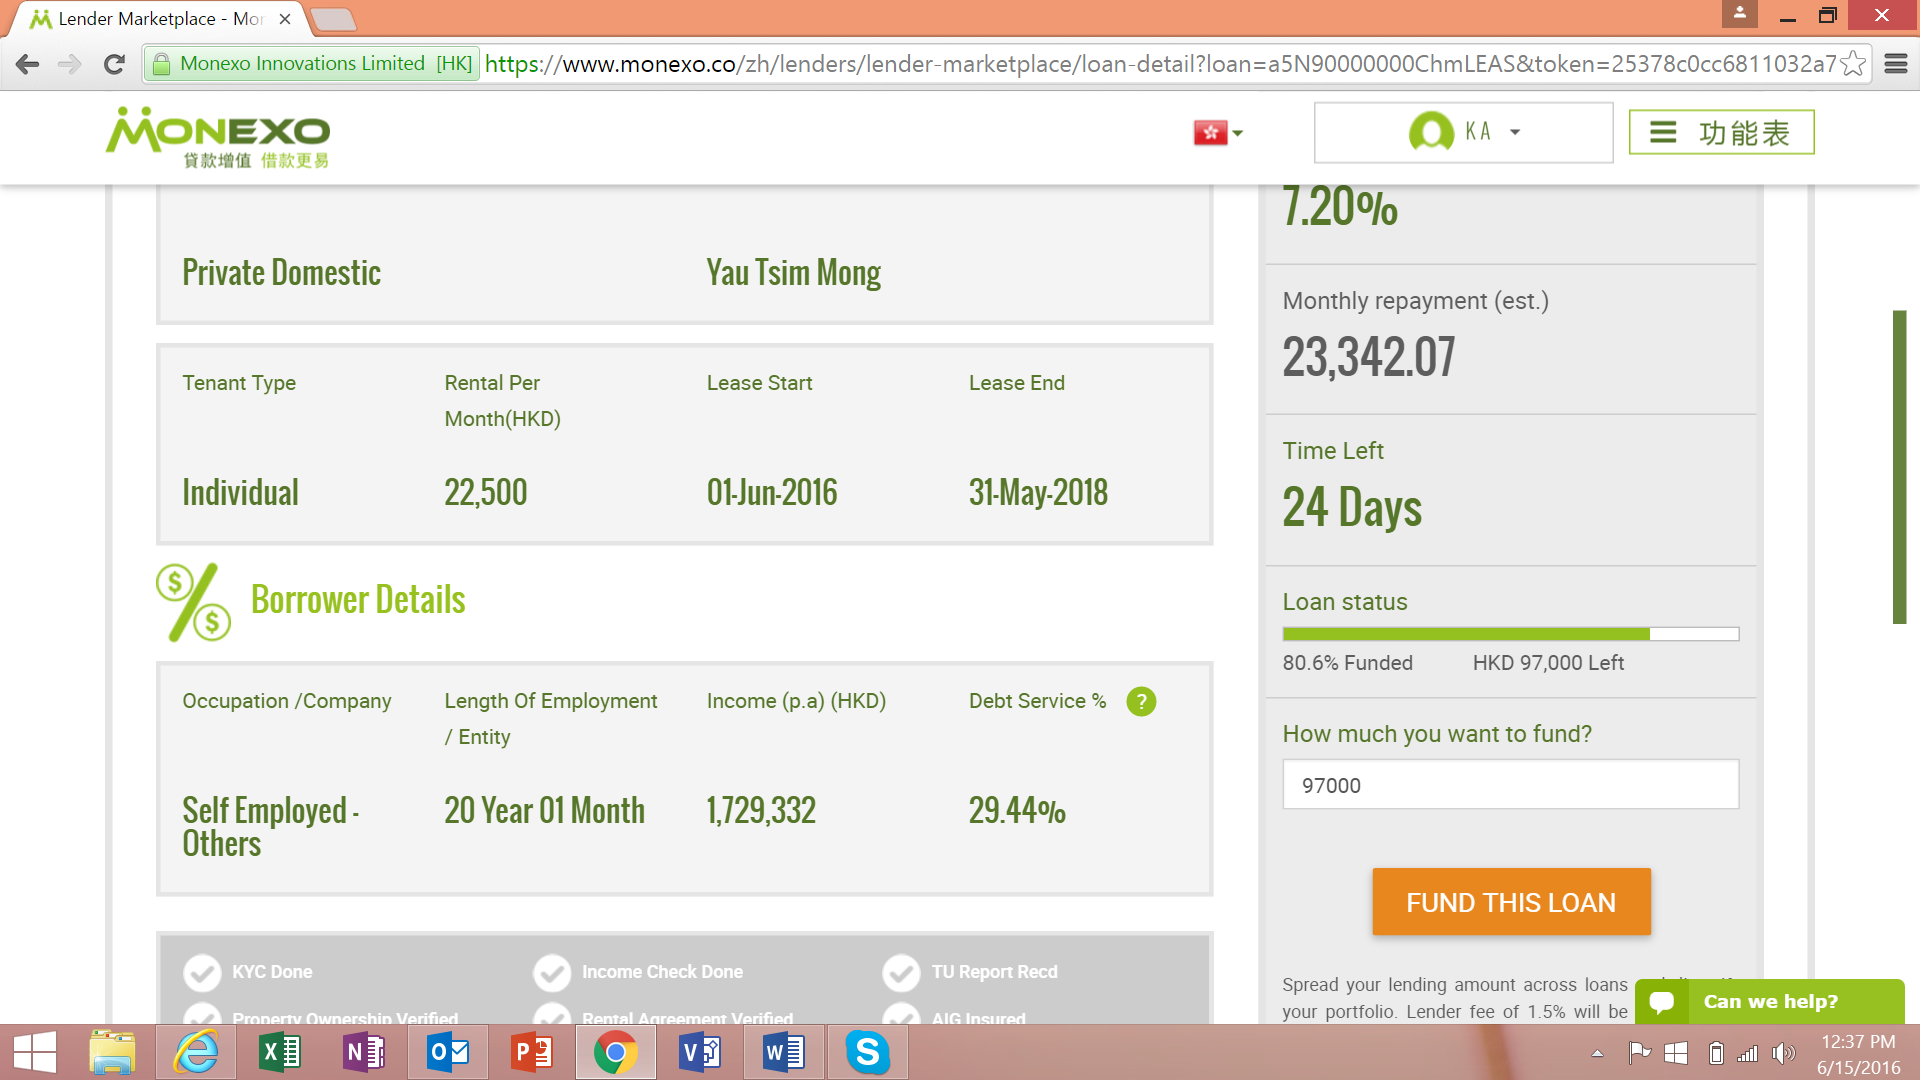 Lender Marketplace - Mor
Monexo Innovations Limited [HK] https://www.monexo.co/zh/lenders/lender-marketplace/loan-detail?loan=a5N90000000ChmLEAS&token=25378c0cc6811032a7
MONEXO
貸款增值 借款更易
KA
功能表
Private Domestic
Yau Tsim Mong
Tenant Type
Rental Per
Month(HKD)
Lease Start
Lease End
Individual
22,500
01-Jun-2016
31-May-2018
Borrower Details
Occupation /Company
Length Of Employment
/ Entity
Income (p.a) (HKD)
Debt Service % ?
Self Employed -
Others
20 Year 01 Month
1,729,332
29.44%
KYC Done
Income Check Done
TU Report Recd
Property Ownership Verified
Rental Agreement Verified
AIG Insured
7.20%
Monthly repayment (est.)
23,342.07
Time Left
24 Days
Loan status
80.6% Funded
HKD 97,000 Left
How much you want to fund?
97000
FUND THIS LOAN
Spread your lending amount across loans
your portfolio. Lender fee of 1.5% will be
Can we help?
12:37 PM
6/15/2016